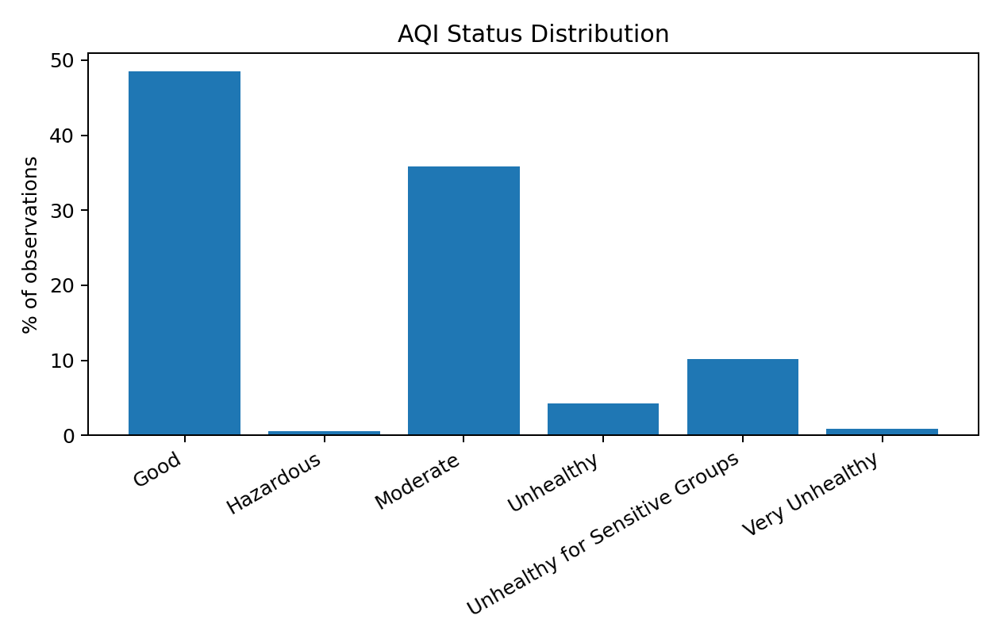 AQI Status Distribution
% of observations
50
40
30
20
10
0
Good
Hazardous
Moderate
Unhealthy
Unhealthy for Sensitive Groups
Very Unhealthy